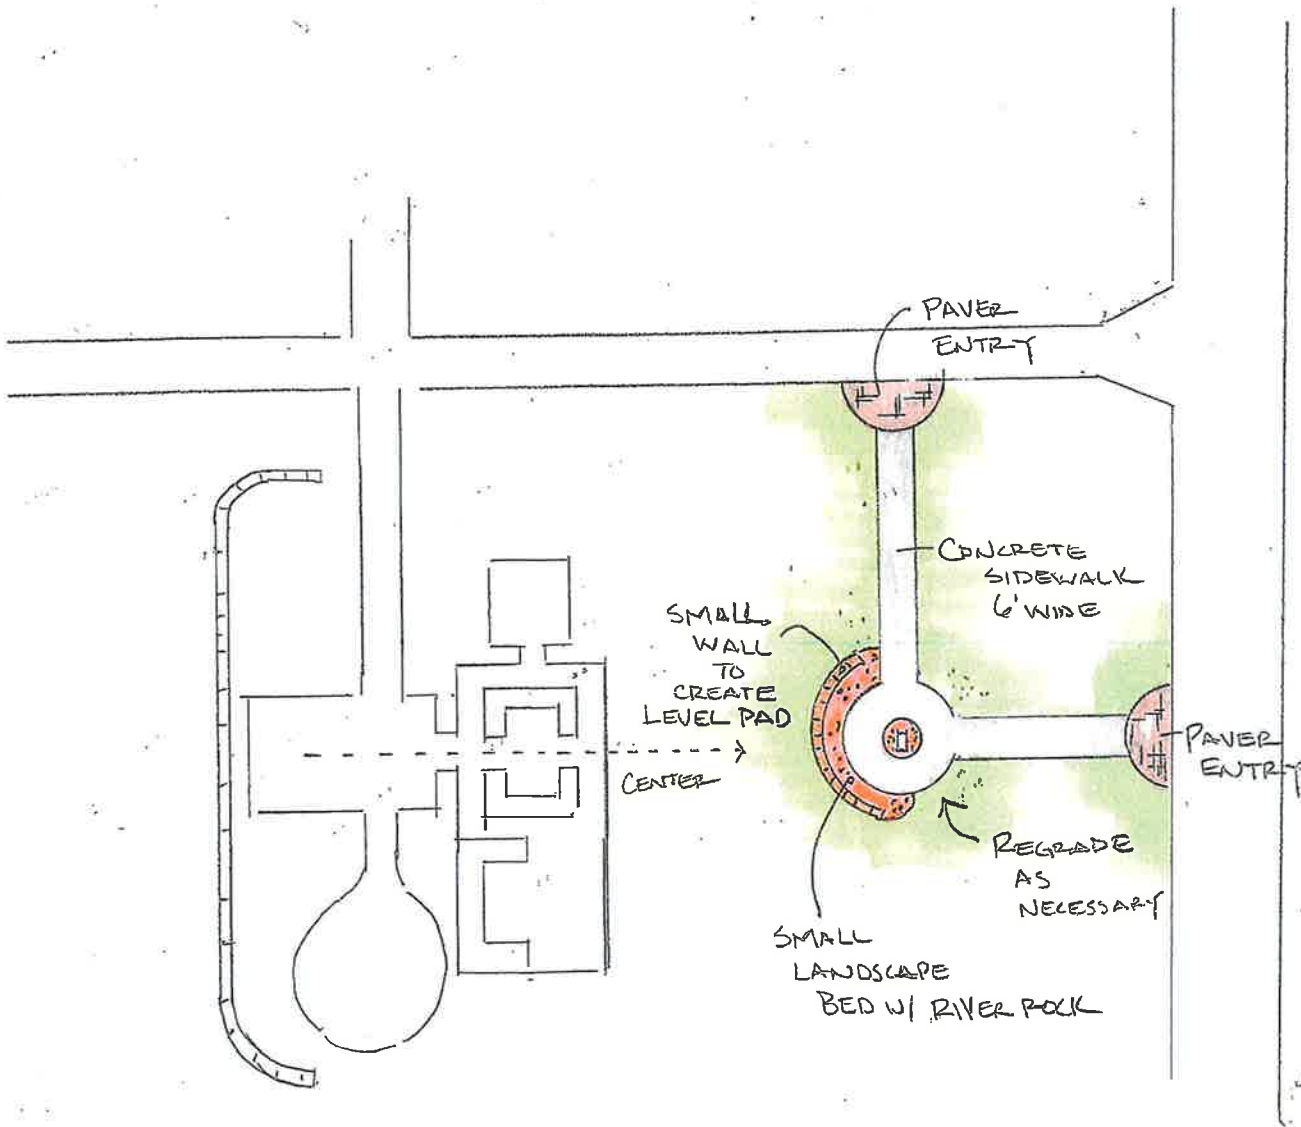 PAVER
ENTRY
CONCRETE
SIDEWALK
6' WIDE
SMALL
WALL
TO
CREATE
LEVEL PAD
CENTER
PAVER
ENTRY
REGRADE
AS
NECESSARY
SMALL
LANDSCAPE
BED W/ RIVER ROCK